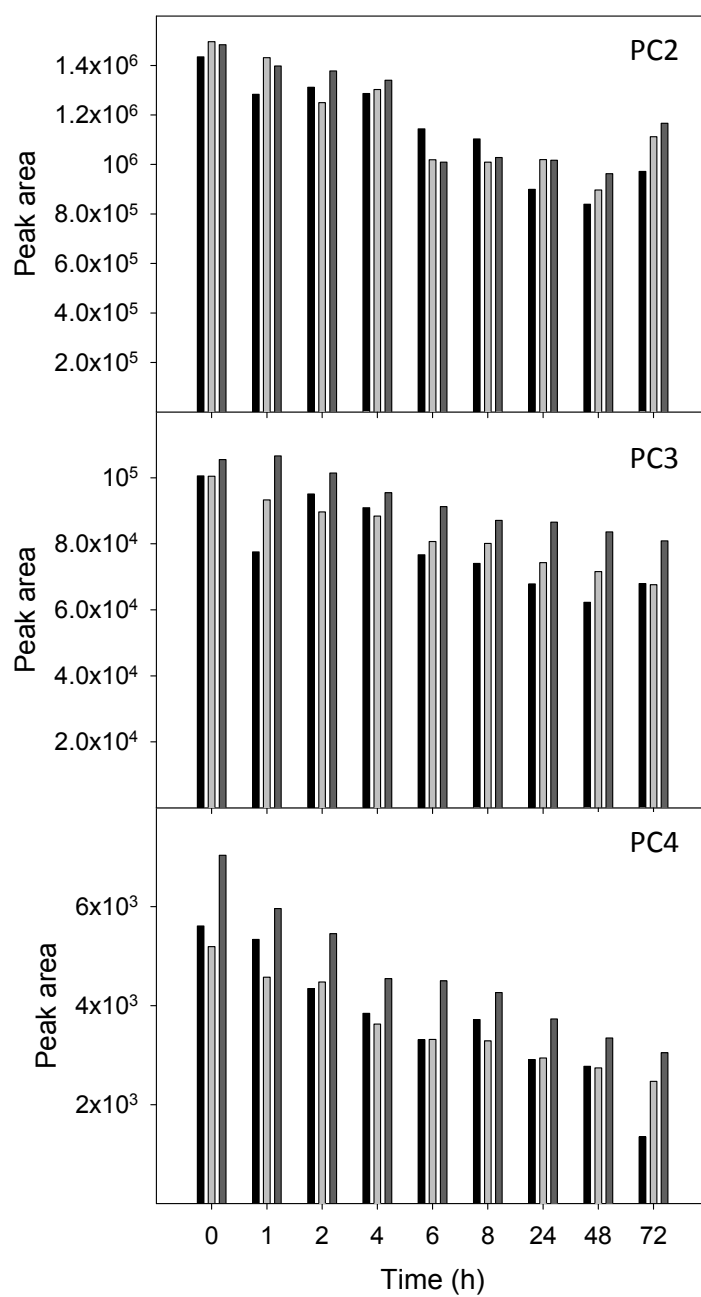 PC2
1.4x10⁶
1.2x10⁶
10⁶
8.0x10⁵
6.0x10⁵
4.0x10⁵
2.0x10⁵
Peak area
PC3
10⁵
8.0x10⁴
6.0x10⁴
4.0x10⁴
2.0x10⁴
Peak area
PC4
6x10³
4x10³
2x10³
Peak area
0 1 2 4 6 8 24 48 72
Time (h)